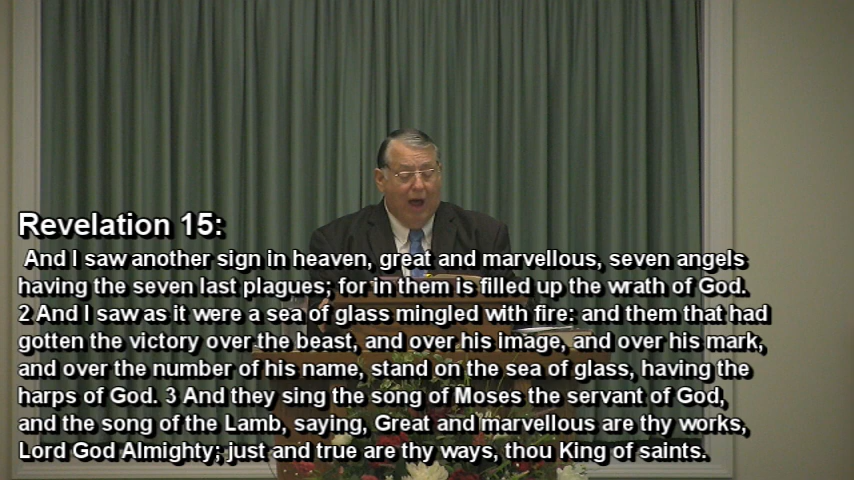 Revelation 15:
And I saw another sign in heaven, great and marvellous, seven angels
having the seven last plagues; for in them is filled up the wrath of God.
2 And I saw as it were a sea of glass mingled with fire: and them that had
gotten the victory over the beast, and over his image, and over his mark,
and over the number of his name, stand on the sea of glass, having the
harps of God. 3 And they sing the song of Moses the servant of God,
and the song of the Lamb, saying, Great and marvellous are thy works,
Lord God Almighty; just and true are thy ways, thou King of saints.